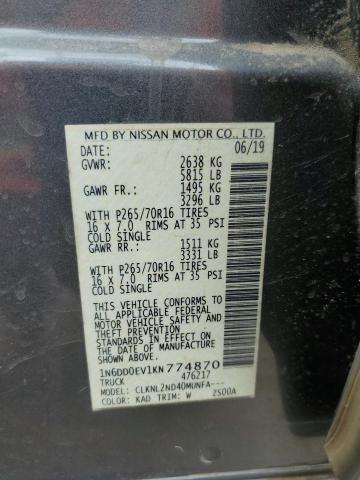 MFD BY NISSAN MOTOR CO., LTD.
DATE: 06/19
GVWR: 2638 KG
5815 LB
GAWR FR.: 1495 KG
3296 LB
WITH P265/70R16 TIRES
16 X 7.0 RIMS AT 35 PSI
COLD SINGLE
GAWR RR.: 1511 KG
3331 LB
WITH P265/70R16 TIRES
16 X 7.0 RIMS AT 35 PSI
COLD SINGLE
THIS VEHICLE CONFORMS TO
ALL APPLICABLE FEDERAL
MOTOR VEHICLE SAFETY AND
THEFT PREVENTION
STANDARDS IN EFFECT ON
THE DATE OF MANUFACTURE
SHOWN ABOVE.
1N6DD0EV1KN774870
TRUCK 476217
MODEL: CLKNL2ND40MUNFA---
COLOR: KAD TRIM: W 2S00A